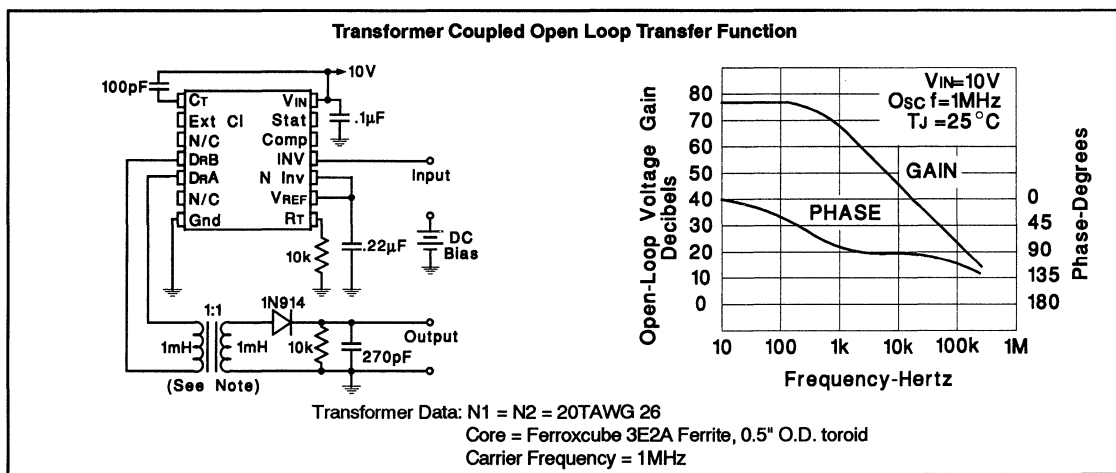 Transformer Coupled Open Loop Transfer Function
100pF
10V
CT
VIN
.1µF
Ext Cl
Stat
N/C
Comp
DRB
INV
Input
DRA
N Inv
N/C
VREF
Gnd
RT
10k
.22µF
DC
Bias
1:1
1N914
Output
1mH
1mH
10k
270pF
(See Note)
Open-Loop Voltage Gain
Decibels
80
70
60
50
40
30
20
10
0
VIN=10V
Osc f=1MHz
TJ =25°C
GAIN
PHASE
0
45
90
135
180
Phase-Degrees
10
100
1k
10k
100k
1M
Frequency-Hertz
Transformer Data: N1 = N2 = 20TAWG 26
Core = Ferroxcube 3E2A Ferrite, 0.5" O.D. toroid
Carrier Frequency = 1MHz